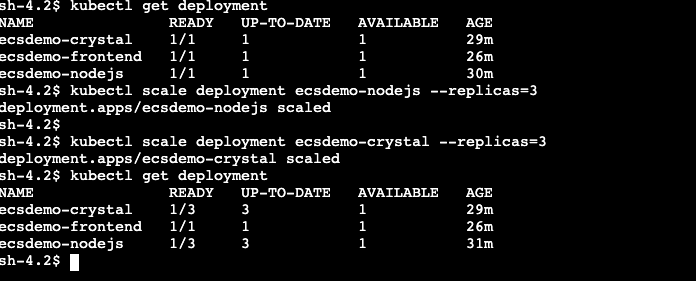 sh-4.2$ kubectl get deployment
NAME READY UP-TO-DATE AVAILABLE AGE
ecsdemo-crystal 1/1 1 1 29m
ecsdemo-frontend 1/1 1 1 26m
ecsdemo-nodejs 1/1 1 1 30m
sh-4.2$ kubectl scale deployment ecsdemo-nodejs --replicas=3
deployment.apps/ecsdemo-nodejs scaled
sh-4.2$
sh-4.2$ kubectl scale deployment ecsdemo-crystal --replicas=3
deployment.apps/ecsdemo-crystal scaled
sh-4.2$ kubectl get deployment
NAME READY UP-TO-DATE AVAILABLE AGE
ecsdemo-crystal 1/3 3 1 29m
ecsdemo-frontend 1/1 1 1 26m
ecsdemo-nodejs 1/3 3 1 31m
sh-4.2$